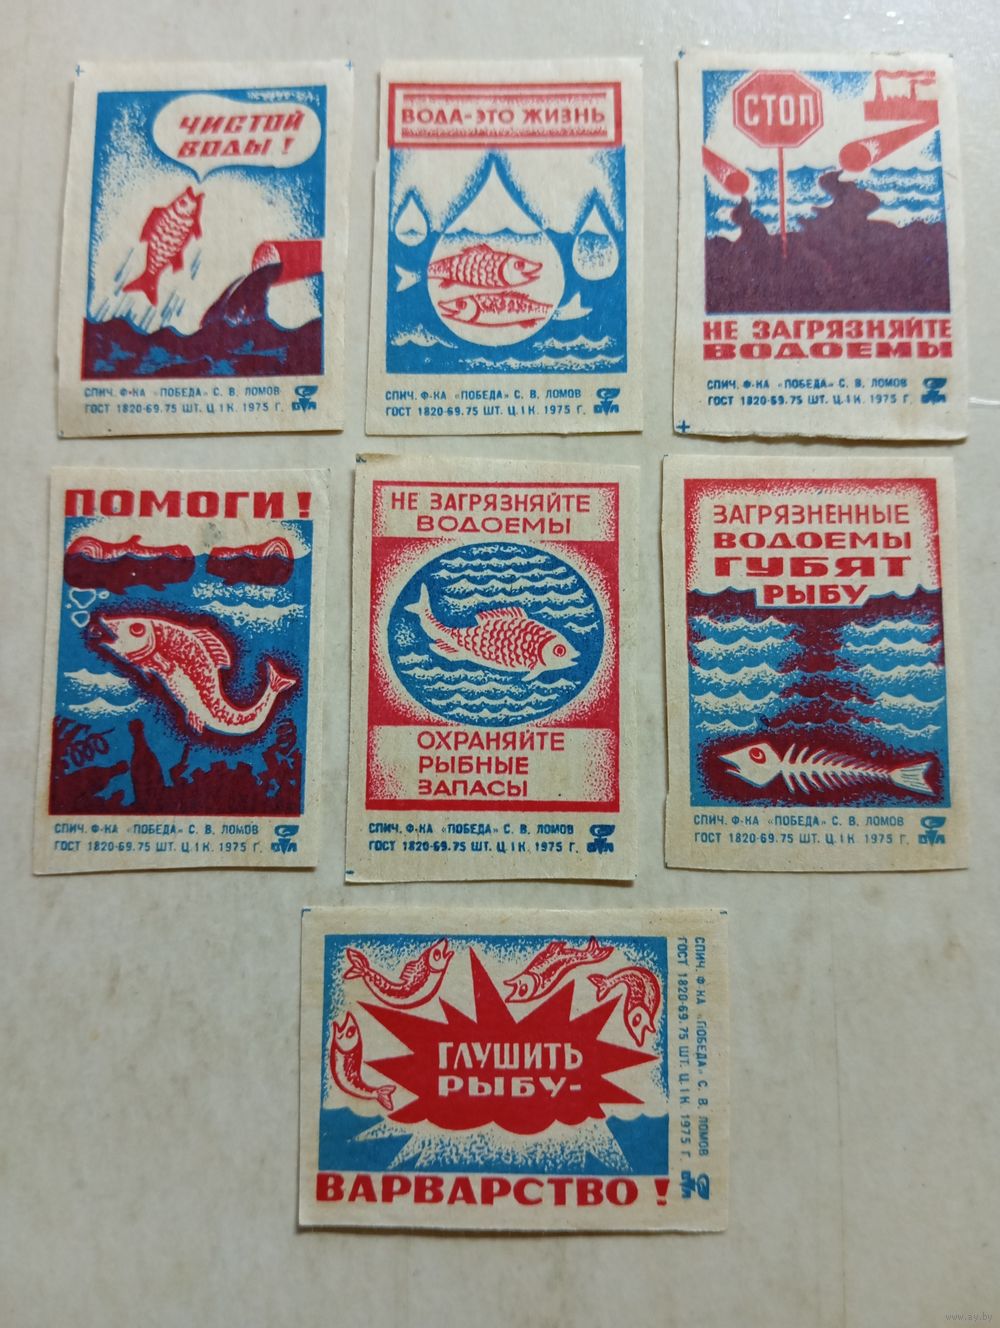 ЧИСТОЙ
ВОДЫ !
СПИЧ. Ф-КА «ПОБЕДА» С. В. ЛОМОВ
ГОСТ 1820-69. 75 ШТ. Ц. 1 К. 1975 Г.
ВОДА-ЭТО ЖИЗНЬ
СПИЧ. Ф-КА «ПОБЕДА» С. В. ЛОМОВ
ГОСТ 1820-69. 75 ШТ. Ц. 1 К. 1975 Г.
СТОП
НЕ ЗАГРЯЗНЯЙТЕ
ВОДОЕМЫ
СПИЧ. Ф-КА «ПОБЕДА» С. В. ЛОМОВ
ГОСТ 1820-69. 75 ШТ. Ц. 1 К. 1975 Г.
ПОМОГИ !
СПИЧ. Ф-КА «ПОБЕДА» С. В. ЛОМОВ
ГОСТ 1820-69. 75 ШТ. Ц. 1 К. 1975 Г.
НЕ ЗАГРЯЗНЯЙТЕ
ВОДОЕМЫ
ОХРАНЯЙТЕ
РЫБНЫЕ
ЗАПАСЫ
СПИЧ. Ф-КА «ПОБЕДА» С. В. ЛОМОВ
ГОСТ 1820-69. 75 ШТ. Ц. 1 К. 1975 Г.
ЗАГРЯЗНЕННЫЕ
ВОДОЕМЫ
ГУБЯТ
РЫБУ
СПИЧ. Ф-КА «ПОБЕДА» С. В. ЛОМОВ
ГОСТ 1820-69. 75 ШТ. Ц. 1 К. 1975 Г.
ГЛУШИТЬ
РЫБУ-
ВАРВАРСТВО !
СПИЧ. Ф-КА «ПОБЕДА» С. В. ЛОМОВ
ГОСТ 1820-69. 75 ШТ. Ц. 1 К. 1975 Г.
www.ay.by